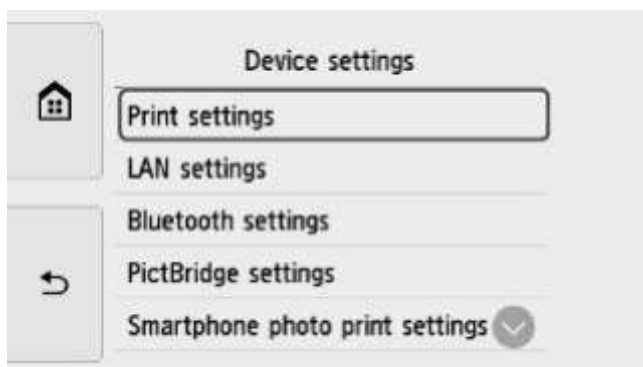 Device settings
Print settings
LAN settings
Bluetooth settings
PictBridge settings
Smartphone photo print settings